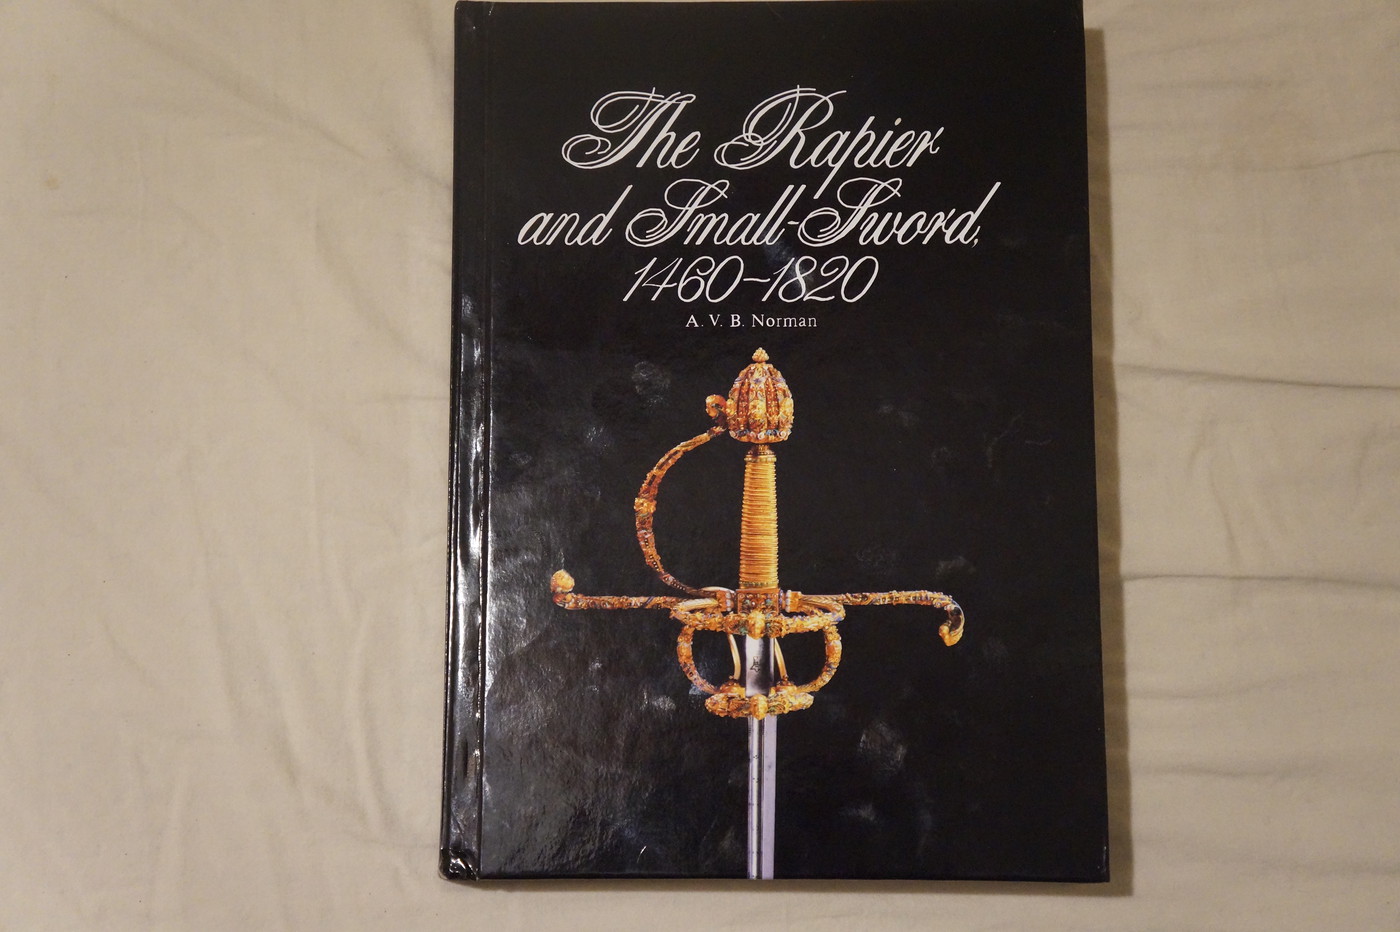 The Rapier
and Small-Sword,
1460–1820
A. V. B. Norman